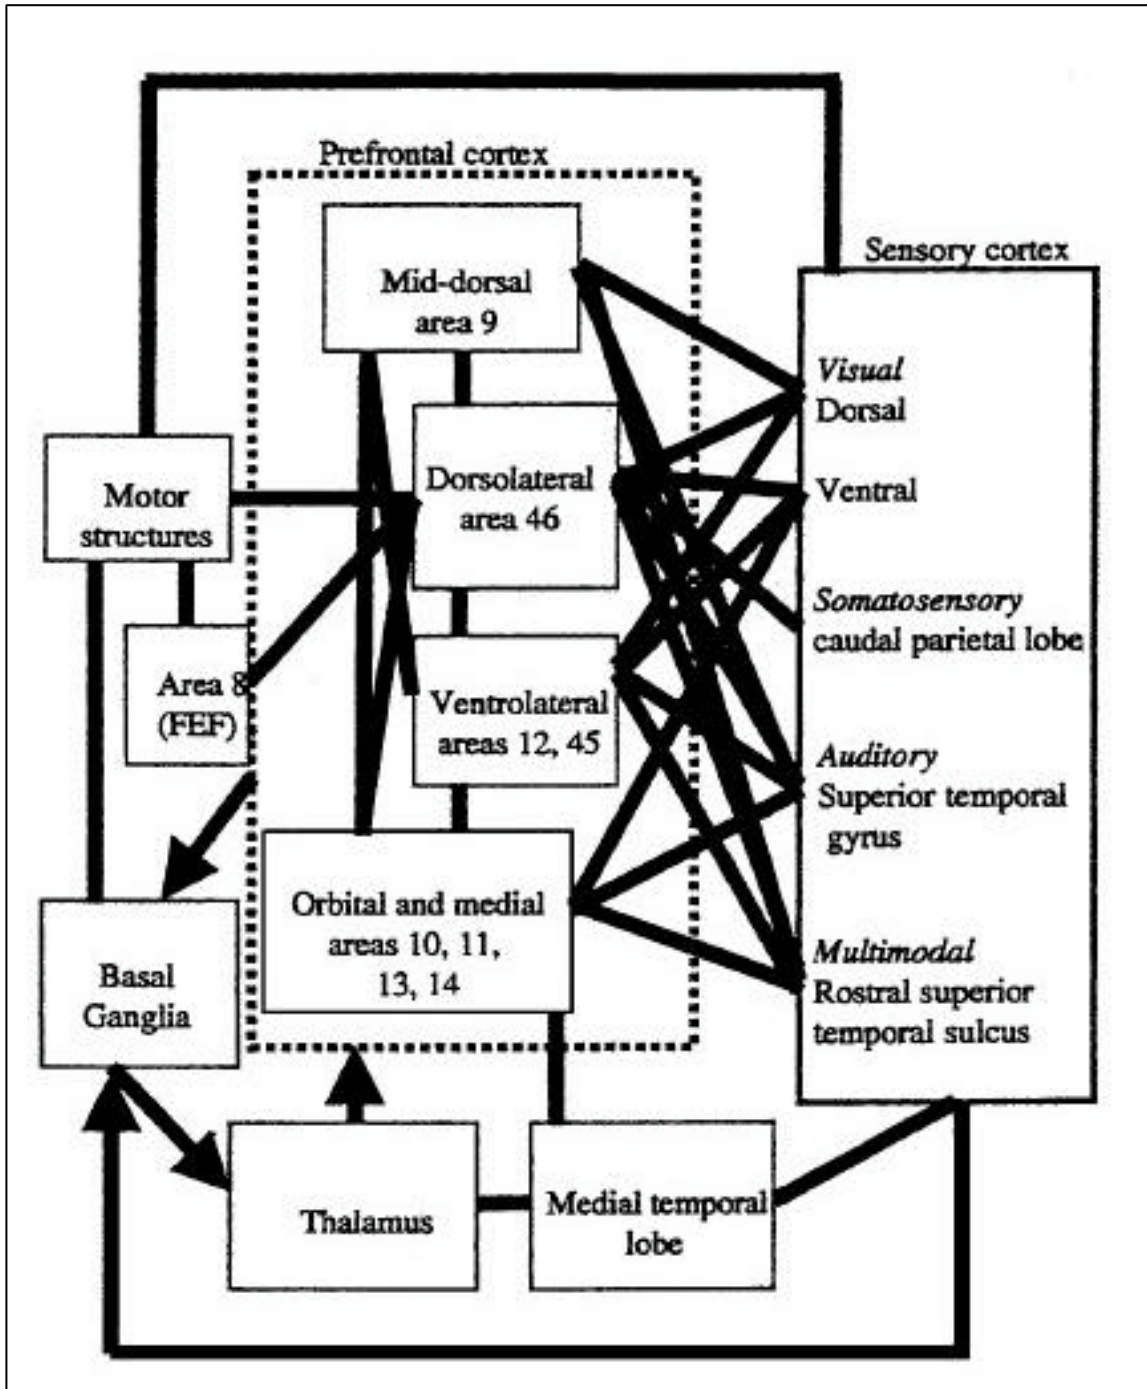 Prefrontal cortex
Mid-dorsal
area 9
Dorsolateral
area 46
Ventrolateral
areas 12, 45
Orbital and medial
areas 10, 11,
13, 14
Motor
structures
Area 8
(FEF)
Basal
Ganglia
Thalamus
Medial temporal
lobe
Sensory cortex
Visual
Dorsal
Ventral
Somatosensory
caudal parietal lobe
Auditory
Superior temporal
gyrus
Multimodal
Rostral superior
temporal sulcus